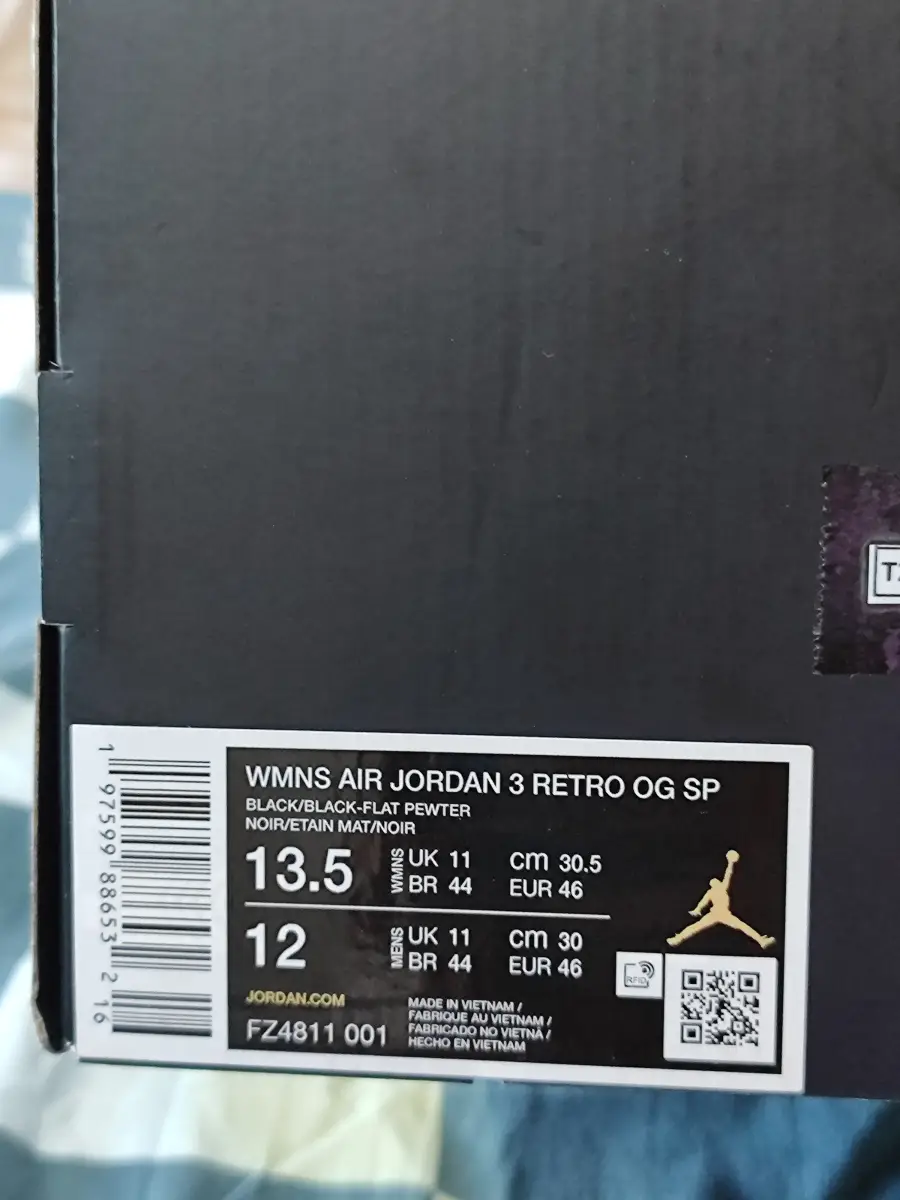 WMNS AIR JORDAN 3 RETRO OG SP
BLACK/BLACK-FLAT PEWTER
NOIR/ETAIN MAT/NOIR
13.5 WMNS UK 11 cm 30.5
BR 44 EUR 46
12 MENS UK 11 cm 30
BR 44 EUR 46
RFID
JORDAN.COM
FZ4811 001
MADE IN VIETNAM /
FABRIQUE AU VIETNAM /
FABRICADO NO VIETNÃ /
HECHO EN VIETNAM
1 97599 88653 2 16